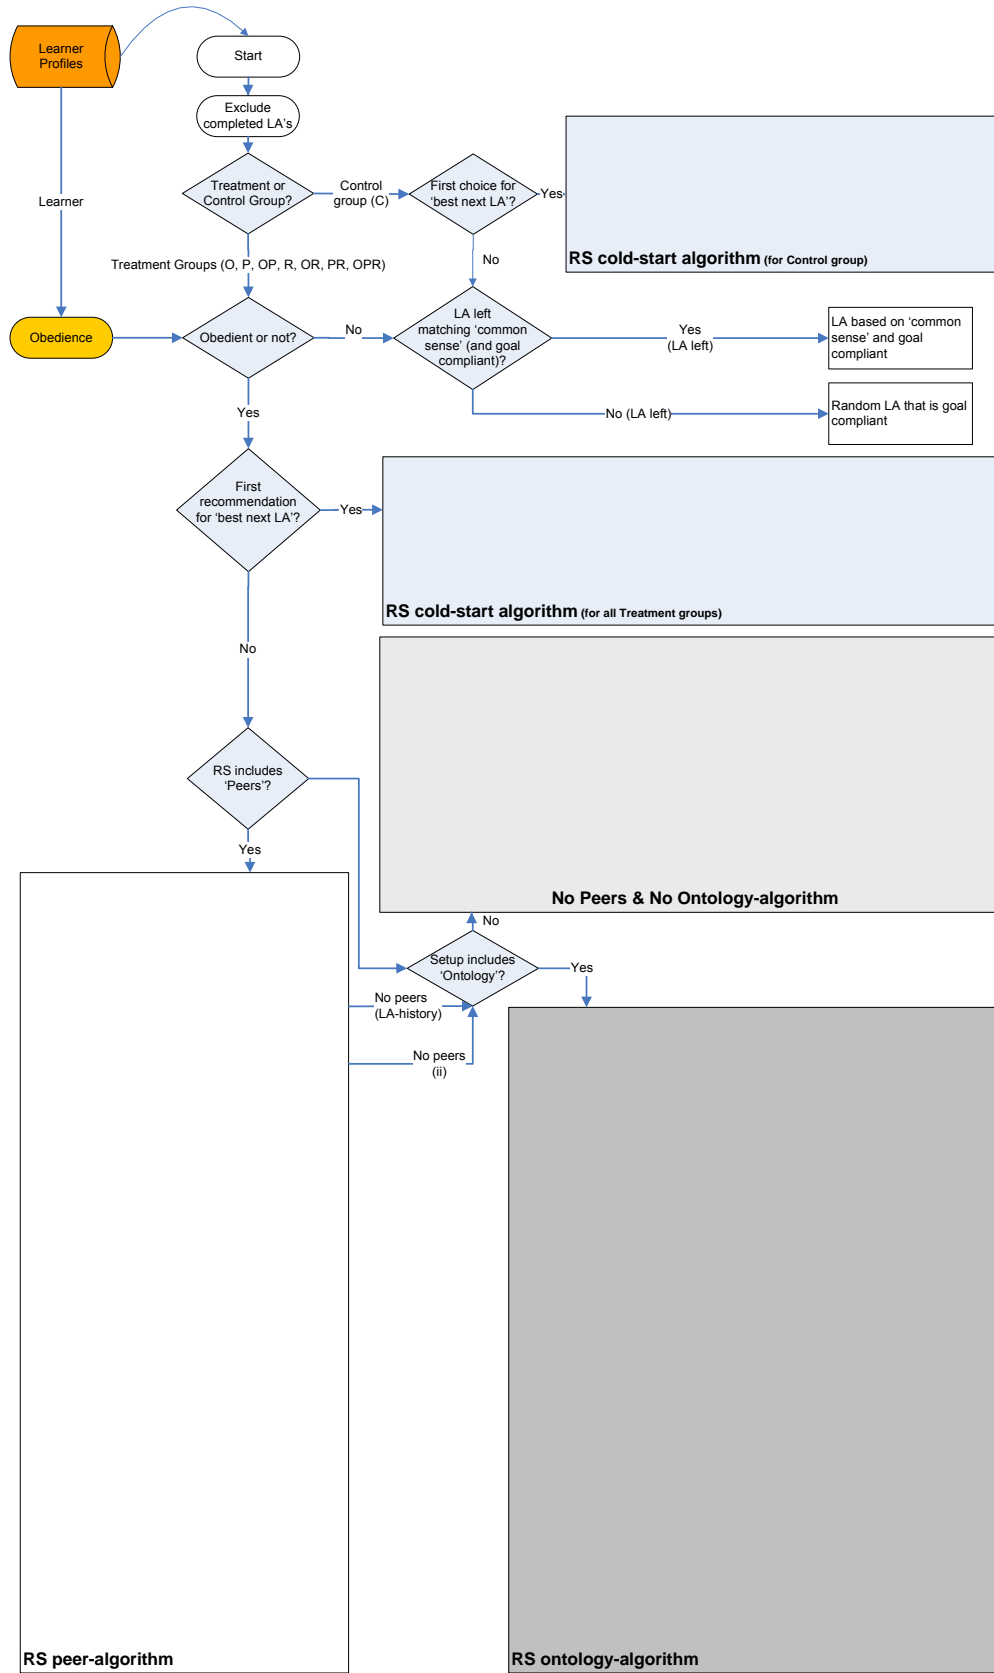 Learner
Profiles
Start
Exclude
completed LA's
Treatment or
Control Group?
Control
group (C)
First choice for
'best next LA'?
Yes
RS cold-start algorithm (for Control group)
Learner
Treatment Groups (O, P, OP, R, OR, PR, OPR)
No
Obedience
Obedient or not?
No
LA left
matching 'common
sense' (and goal
compliant)?
Yes
(LA left)
LA based on 'common
sense' and goal
compliant
No (LA left)
Random LA that is goal
compliant
Yes
First
recommendation
for 'best next LA'?
Yes
RS cold-start algorithm (for all Treatment groups)
No
RS includes
'Peers'?
Yes
No Peers & No Ontology-algorithm
No
Setup includes
'Ontology'?
Yes
No peers
(LA-history)
No peers
(ii)
RS peer-algorithm
RS ontology-algorithm